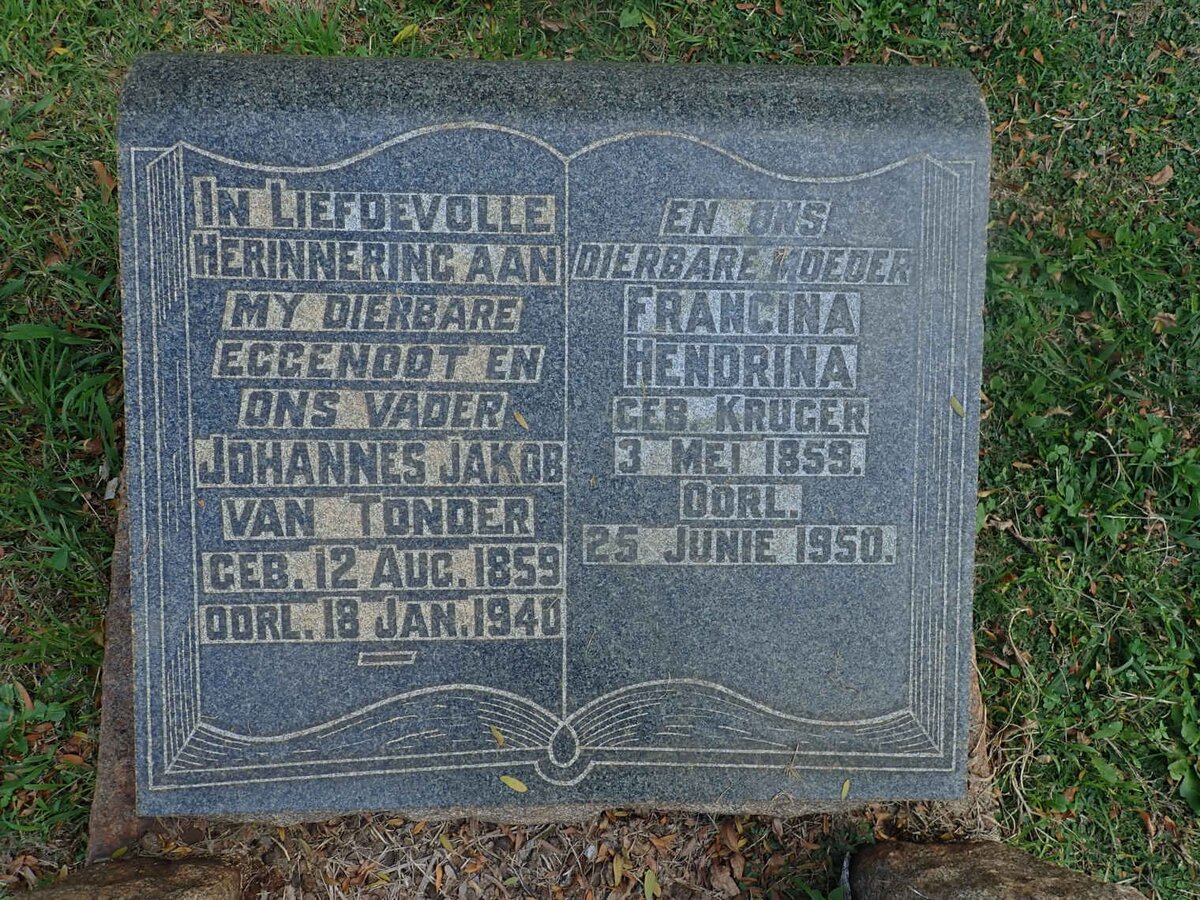 IN LIEFDEVOLLE
HERINNERING AAN
MY DIERBARE
EGGENOOT EN
ONS VADER
JOHANNES JAKOB
VAN TONDER
GEB. 12 AUG. 1859
OORL. 18 JAN. 1940
EN ONS
DIERBARE MOEDER
FRANCINA
HENDRINA
GEB. KRUGER
3 MEI 1859.
OORL.
25 JUNIE 1950.